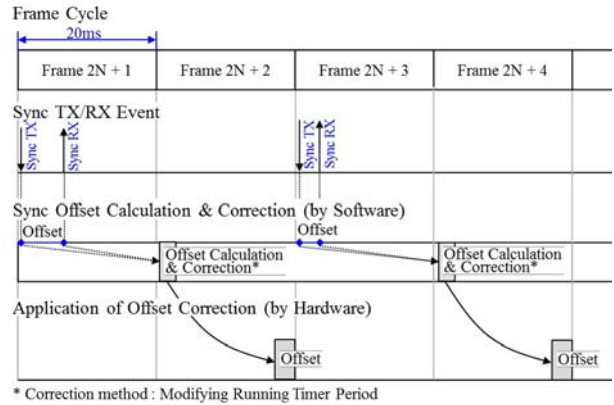 Frame Cycle
20ms
Frame 2N + 1
Frame 2N + 2
Frame 2N + 3
Frame 2N + 4
Sync TX/RX Event
Sync TX
Sync RX
Sync TX
Sync RX
Sync Offset Calculation & Correction (by Software)
Offset
Offset
Offset Calculation
& Correction*
Offset Calculation
& Correction*
Application of Offset Correction (by Hardware)
Offset
Offset
* Correction method : Modifying Running Timer Period